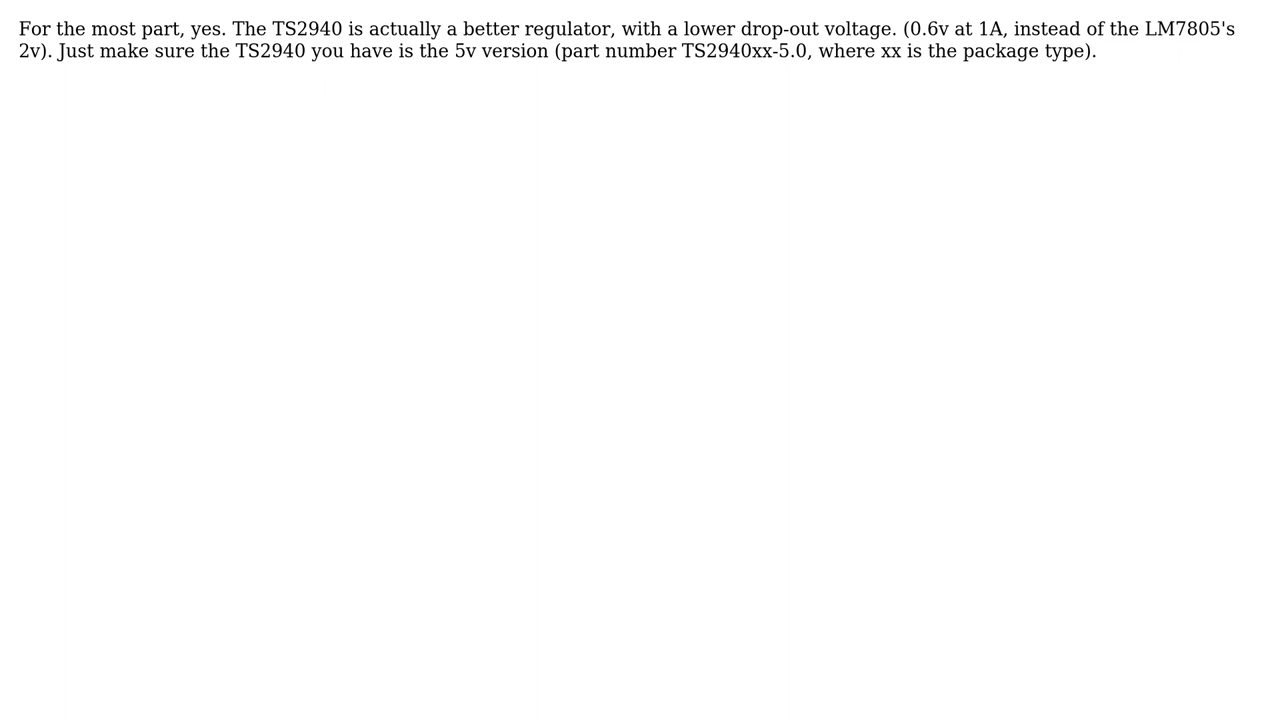 For the most part, yes. The TS2940 is actually a better regulator, with a lower drop-out voltage. (0.6v at 1A, instead of the LM7805's
2v). Just make sure the TS2940 you have is the 5v version (part number TS2940xx-5.0, where xx is the package type).